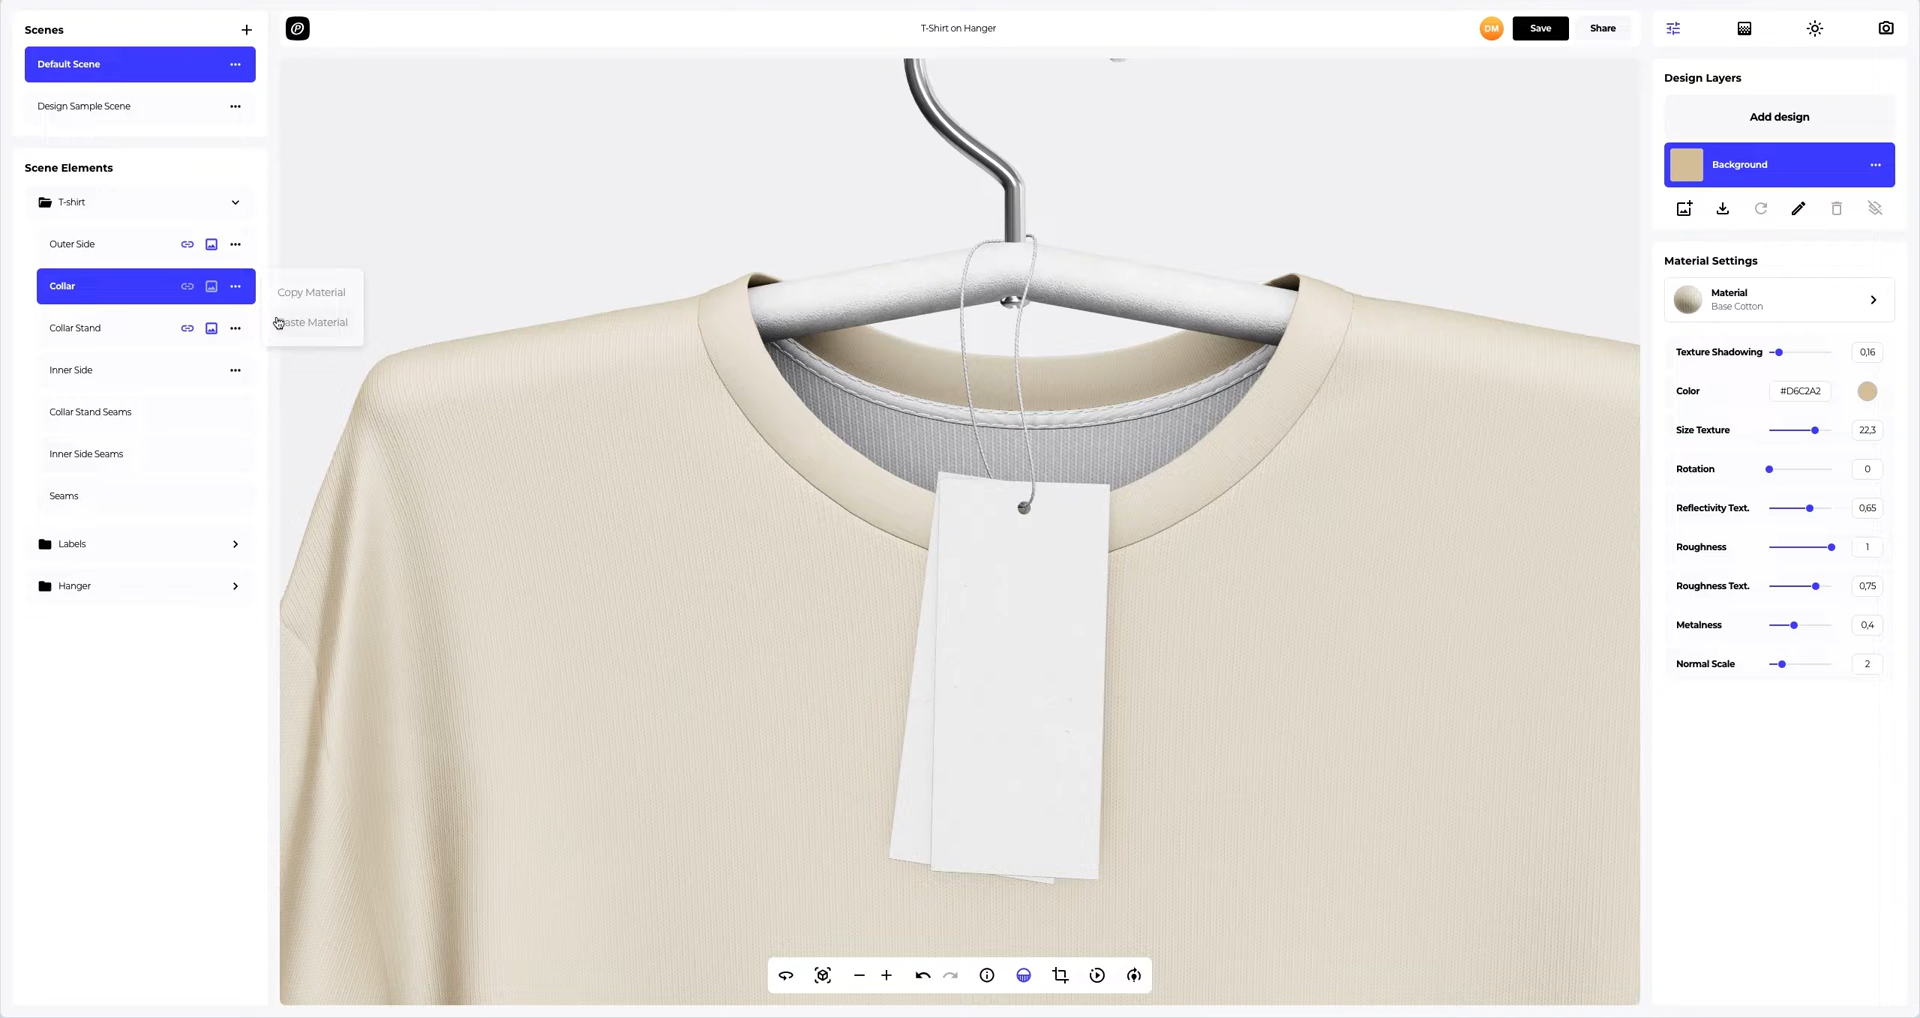 Scenes
Default Scene
Design Sample Scene
Scene Elements
T-shirt
Outer Side
Collar
Collar Stand
Inner Side
Collar Stand Seams
Inner Side Seams
Seams
Labels
Hanger
Copy Material
aste Material
T-Shirt on Hanger
DM
Save
Share
Design Layers
Add design
Background
Material Settings
Material
Base Cotton
Texture Shadowing 0,16
Color #D6C2A2
Size Texture 22,3
Rotation 0
Reflectivity Text. 0,65
Roughness 1
Roughness Text. 0,75
Metalness 0,4
Normal Scale 2